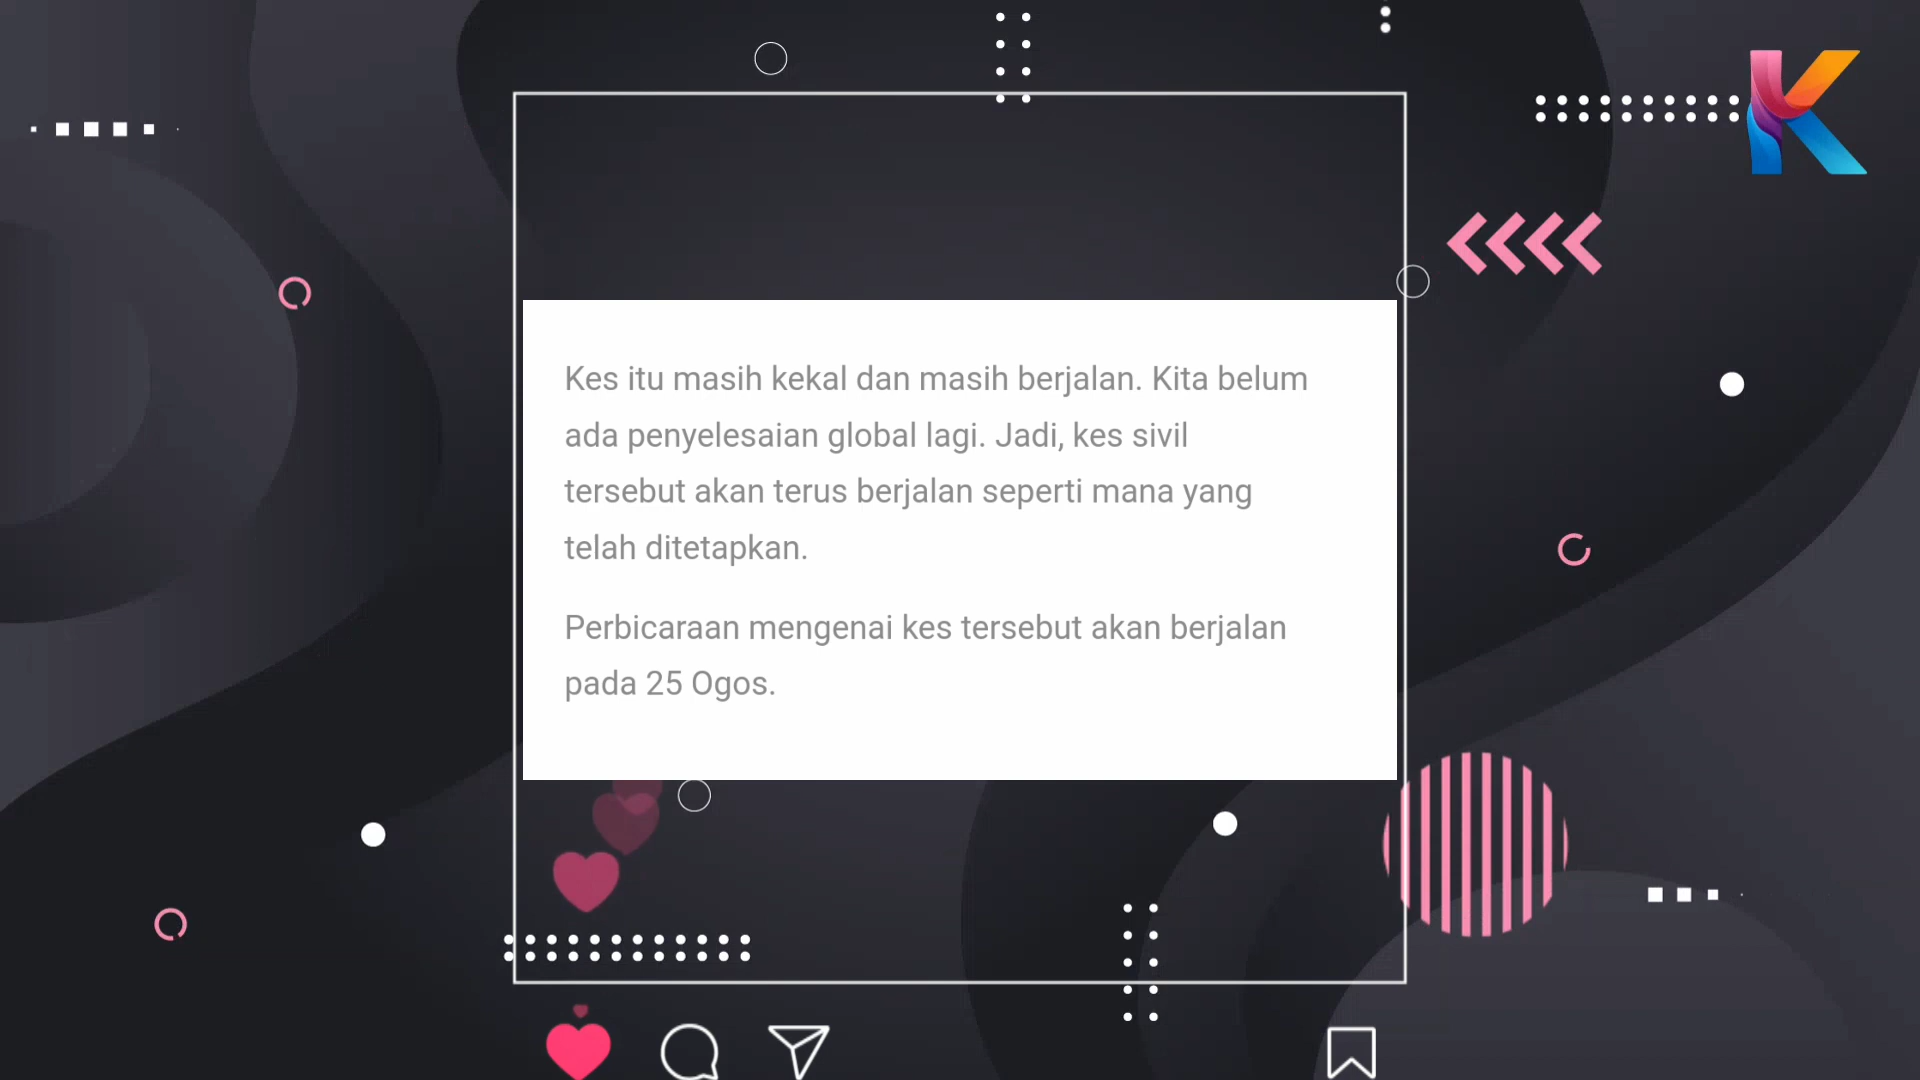 Kes itu masih kekal dan masih berjalan. Kita belum
ada penyelesaian global lagi. Jadi, kes sivil
tersebut akan terus berjalan seperti mana yang
telah ditetapkan.
Perbicaraan mengenai kes tersebut akan berjalan
pada 25 Ogos.
K